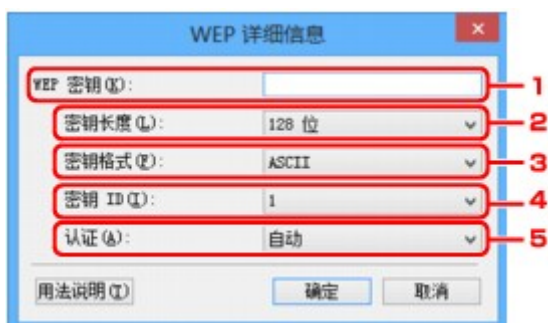 WEP 详细信息
WEP 密钥(K): 1
密钥长度(L): 128 位 2
密钥格式(F): ASCII 3
密钥 ID(I): 1 4
认证(A): 自动 5
用法说明(T) 确定 取消